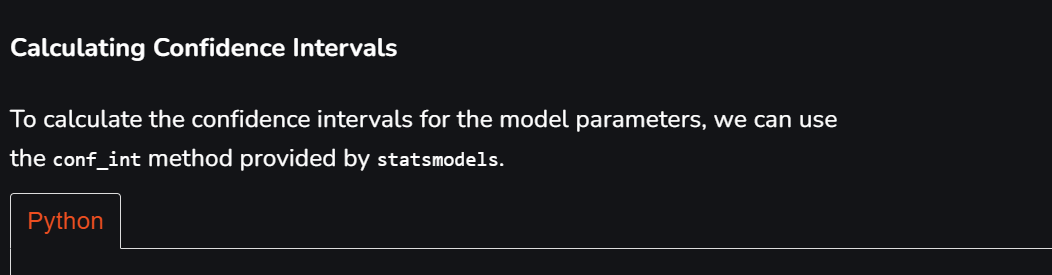 Calculating Confidence Intervals
To calculate the confidence intervals for the model parameters, we can use
the conf_int method provided by statsmodels.
Python